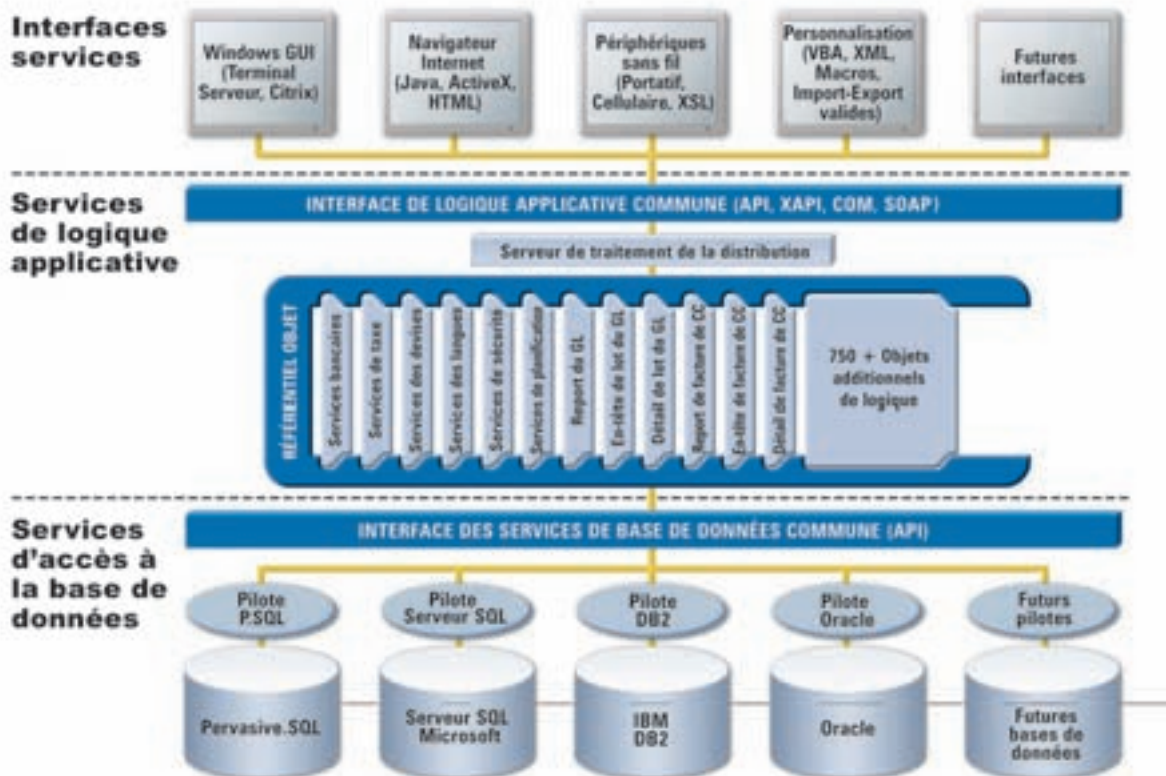 Interfaces
services
Windows GUI
(Terminal
Serveur, Citrix)
Navigateur
Internet
(Java, ActiveX,
HTML)
Périphériques
sans fil
(Portatif,
Cellulaire, XSL)
Personnalisation
(VBA, XML,
Macros,
Import-Export
valides)
Futures
interfaces
Services
de logique
applicative
INTERFACE DE LOGIQUE APPLICATIVE COMMUNE (API, XAPI, COM, SOAP)
Serveur de traitement de la distribution
RÉFÉRENTIEL OBJET
Services bancaires
Services de taxe
Services des devises
Services des langues
Services de sécurité
Services de planification
Report du GL
En-tête de lot du GL
Détail de lot du GL
Report de facture de CC
En-tête de facture de CC
Détail de facture de CC
750 + Objets
additionnels
de logique
Services
d'accès à
la base de
données
INTERFACE DES SERVICES DE BASE DE DONNÉES COMMUNE (API)
Pilote
P.SQL
Pilote
Serveur SQL
Pilote
DB2
Pilote
Oracle
Futurs
pilotes
Pervasive.SQL
Serveur SQL
Microsoft
IBM
DB2
Oracle
Futures
bases de
données